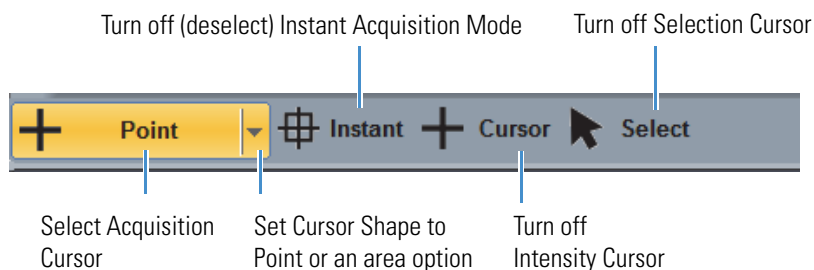 Turn off (deselect) Instant Acquisition Mode
Turn off Selection Cursor
Point
Instant
Cursor
Select
Select Acquisition
Cursor
Set Cursor Shape to
Point or an area option
Turn off
Intensity Cursor